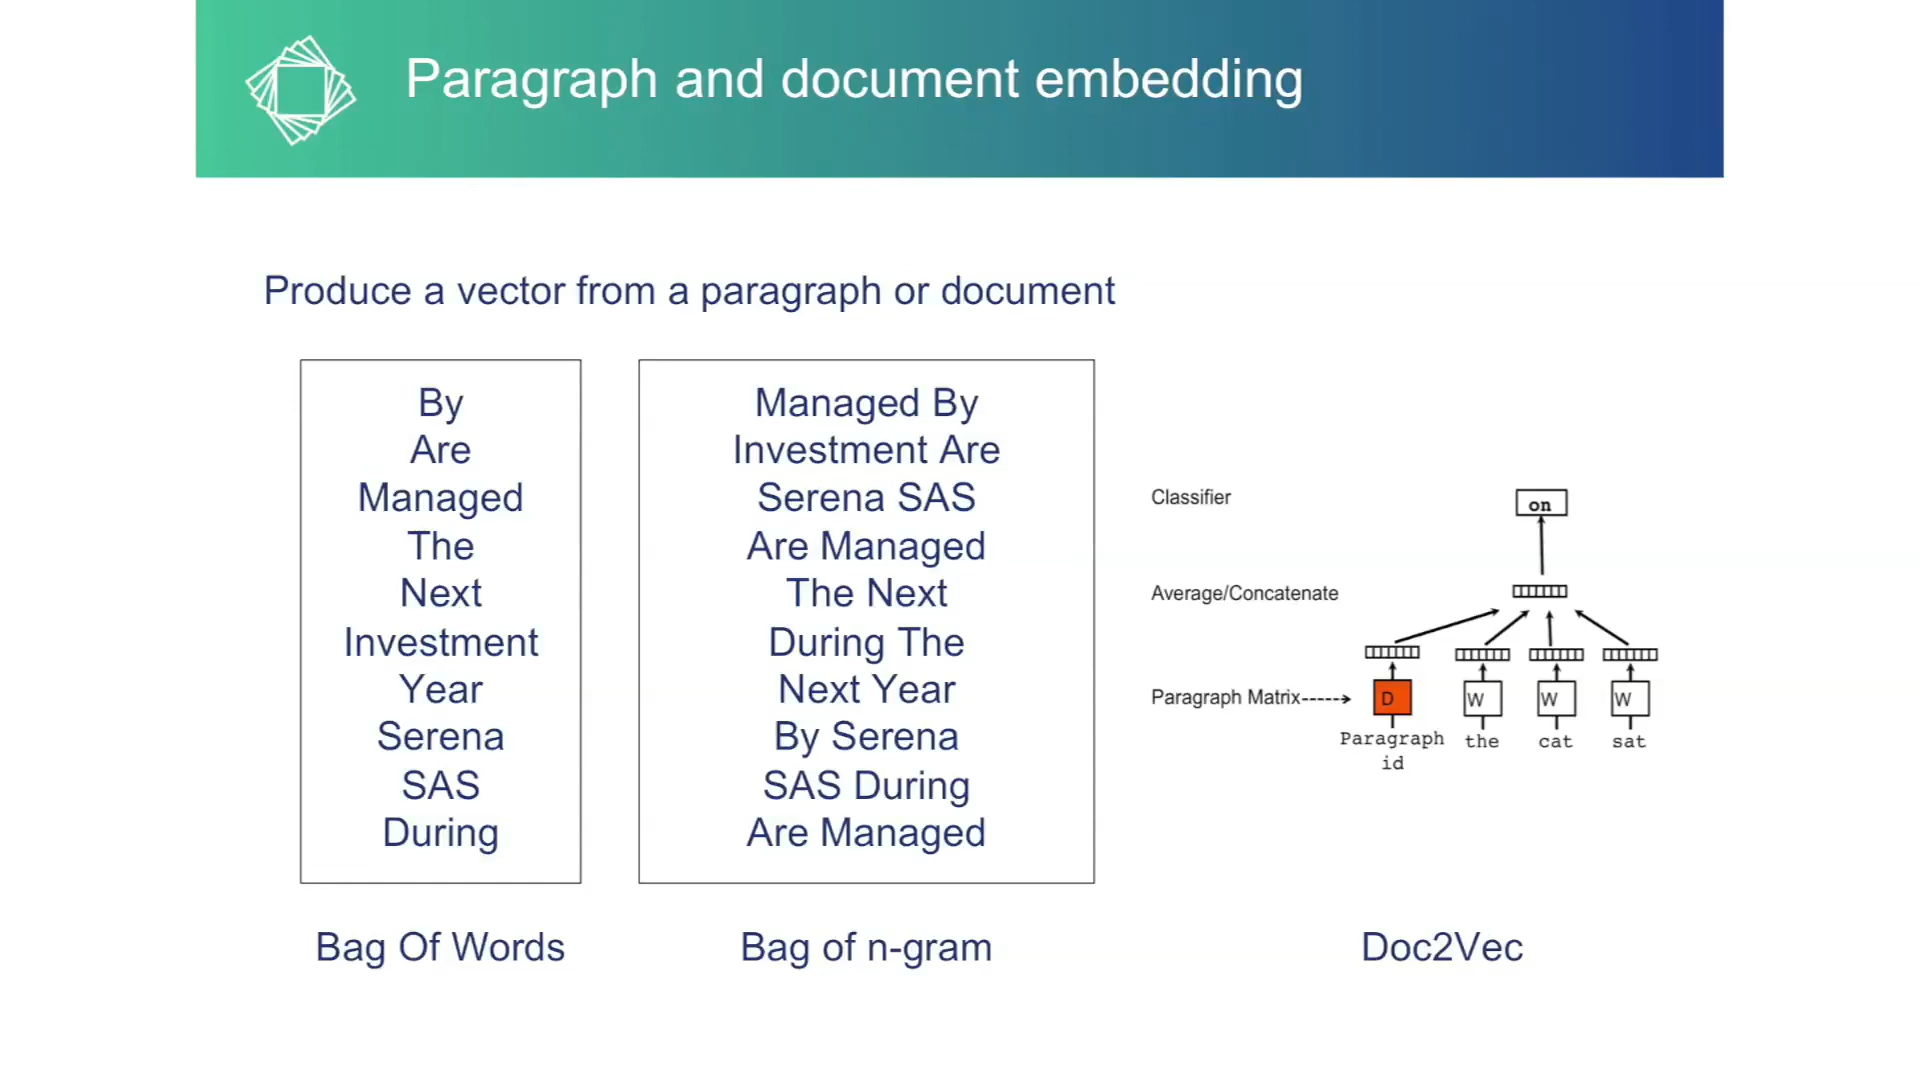 Paragraph and document embedding
Produce a vector from a paragraph or document
By
Are
Managed
The
Next
Investment
Year
Serena
SAS
During
Bag Of Words
Managed By
Investment Are
Serena SAS
Are Managed
The Next
During The
Next Year
By Serena
SAS During
Are Managed
Bag of n-gram
Classifier
on
Average/Concatenate
Paragraph Matrix
D W W W
Paragraph the cat sat
id
Doc2Vec